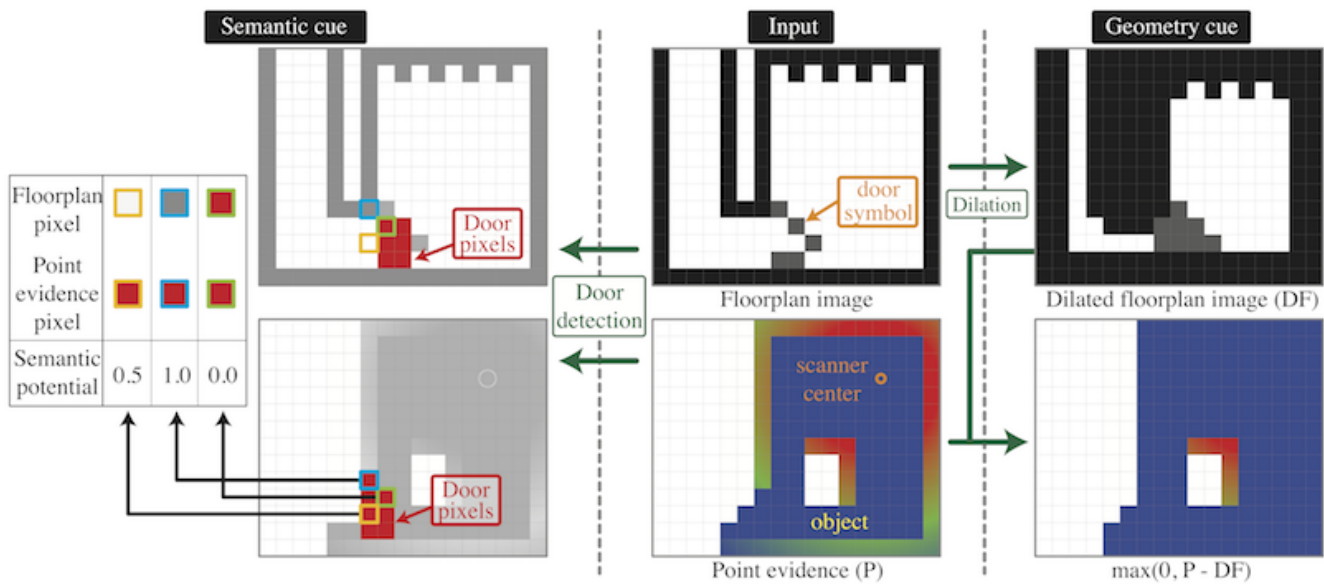 Semantic cue
Input
Geometry cue
Floorplan
pixel
Point
evidence
pixel
Semantic
potential
0.5
1.0
0.0
Door
pixels
Door
detection
door
symbol
Dilation
Floorplan image
Dilated floorplan image (DF)
Door
pixels
scanner
center
object
Point evidence (P)
max(0, P - DF)